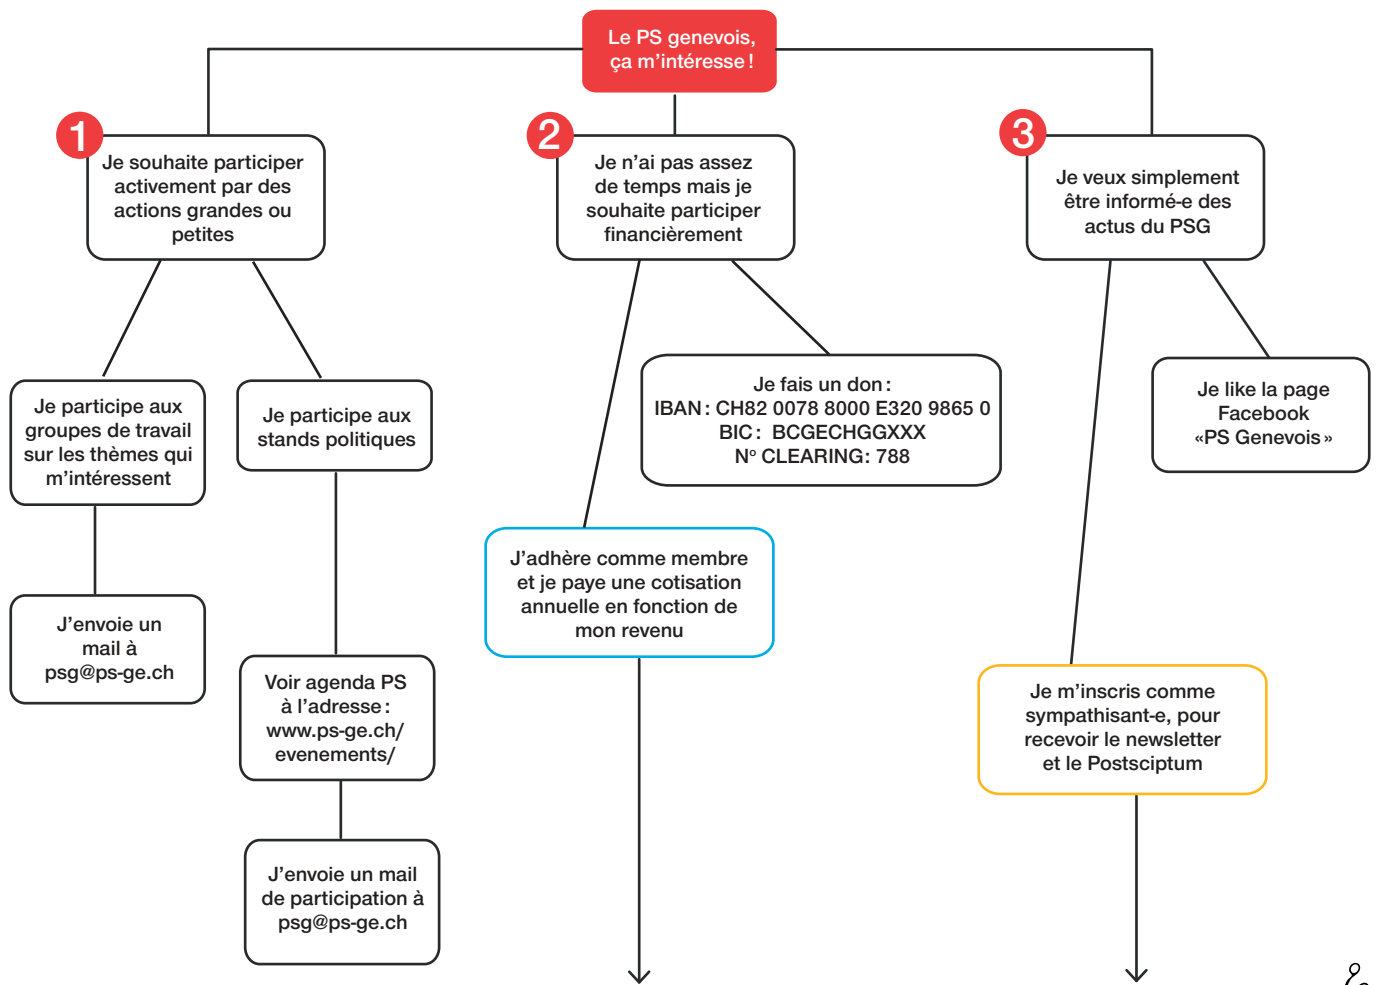 Le PS genevois,
ça m’intéresse !
1
Je souhaite participer
activement par des
actions grandes ou
petites
2
Je n’ai pas assez
de temps mais je
souhaite participer
financièrement
3
Je veux simplement
être informé-e des
actus du PSG
Je participe aux
groupes de travail
sur les thèmes qui
m’intéressent
Je participe aux
stands politiques
Je fais un don :
IBAN : CH82 0078 8000 E320 9865 0
BIC : BCGECHGGXXX
No CLEARING : 788
Je like la page
Facebook
«PS Genevois »
J’adhère comme membre
et je paye une cotisation
annuelle en fonction de
mon revenu
J’envoie un
mail à
psg@ps-ge.ch
Voir agenda PS
à l’adresse :
www.ps-ge.ch/
evenements/
Je m’inscris comme
sympathisant-e, pour
recevoir le newsletter
et le Postsciptum
J’envoie un mail
de participation à
psg@ps-ge.ch